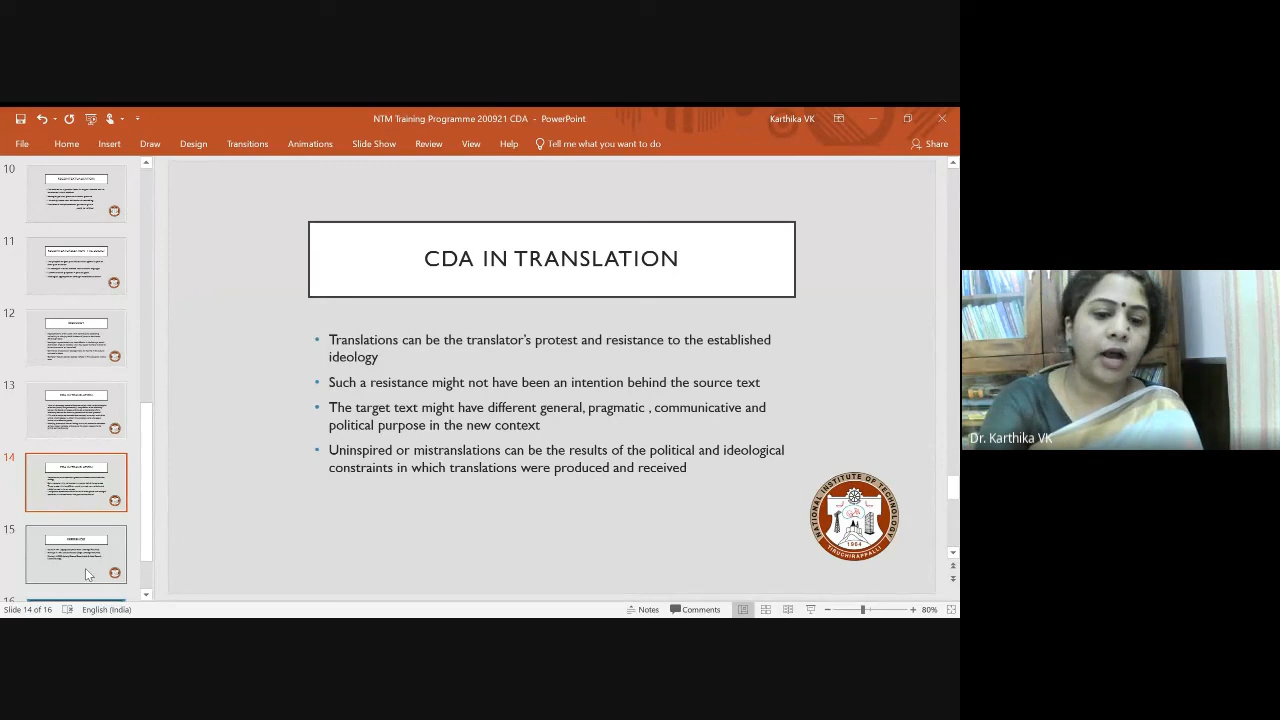 NTM Training Programme 200921 CDA - PowerPoint
Karthika VK
File Home Insert Draw Design Transitions Animations Slide Show Review View Help Tell me what you want to do Share
10
11
12
13
14
15
CDA IN TRANSLATION
• Translations can be the translator's protest and resistance to the established
ideology
• Such a resistance might not have been an intention behind the source text
• The target text might have different general, pragmatic , communicative and
political purpose in the new context
• Uninspired or mistranslations can be the results of the political and ideological
constraints in which translations were produced and received
NATIONAL INSTITUTE OF TECHNOLOGY
1964
TIRUCHIRAPPALLI
Slide 14 of 16 English (India) Notes Comments 80%
Dr. Karthika VK